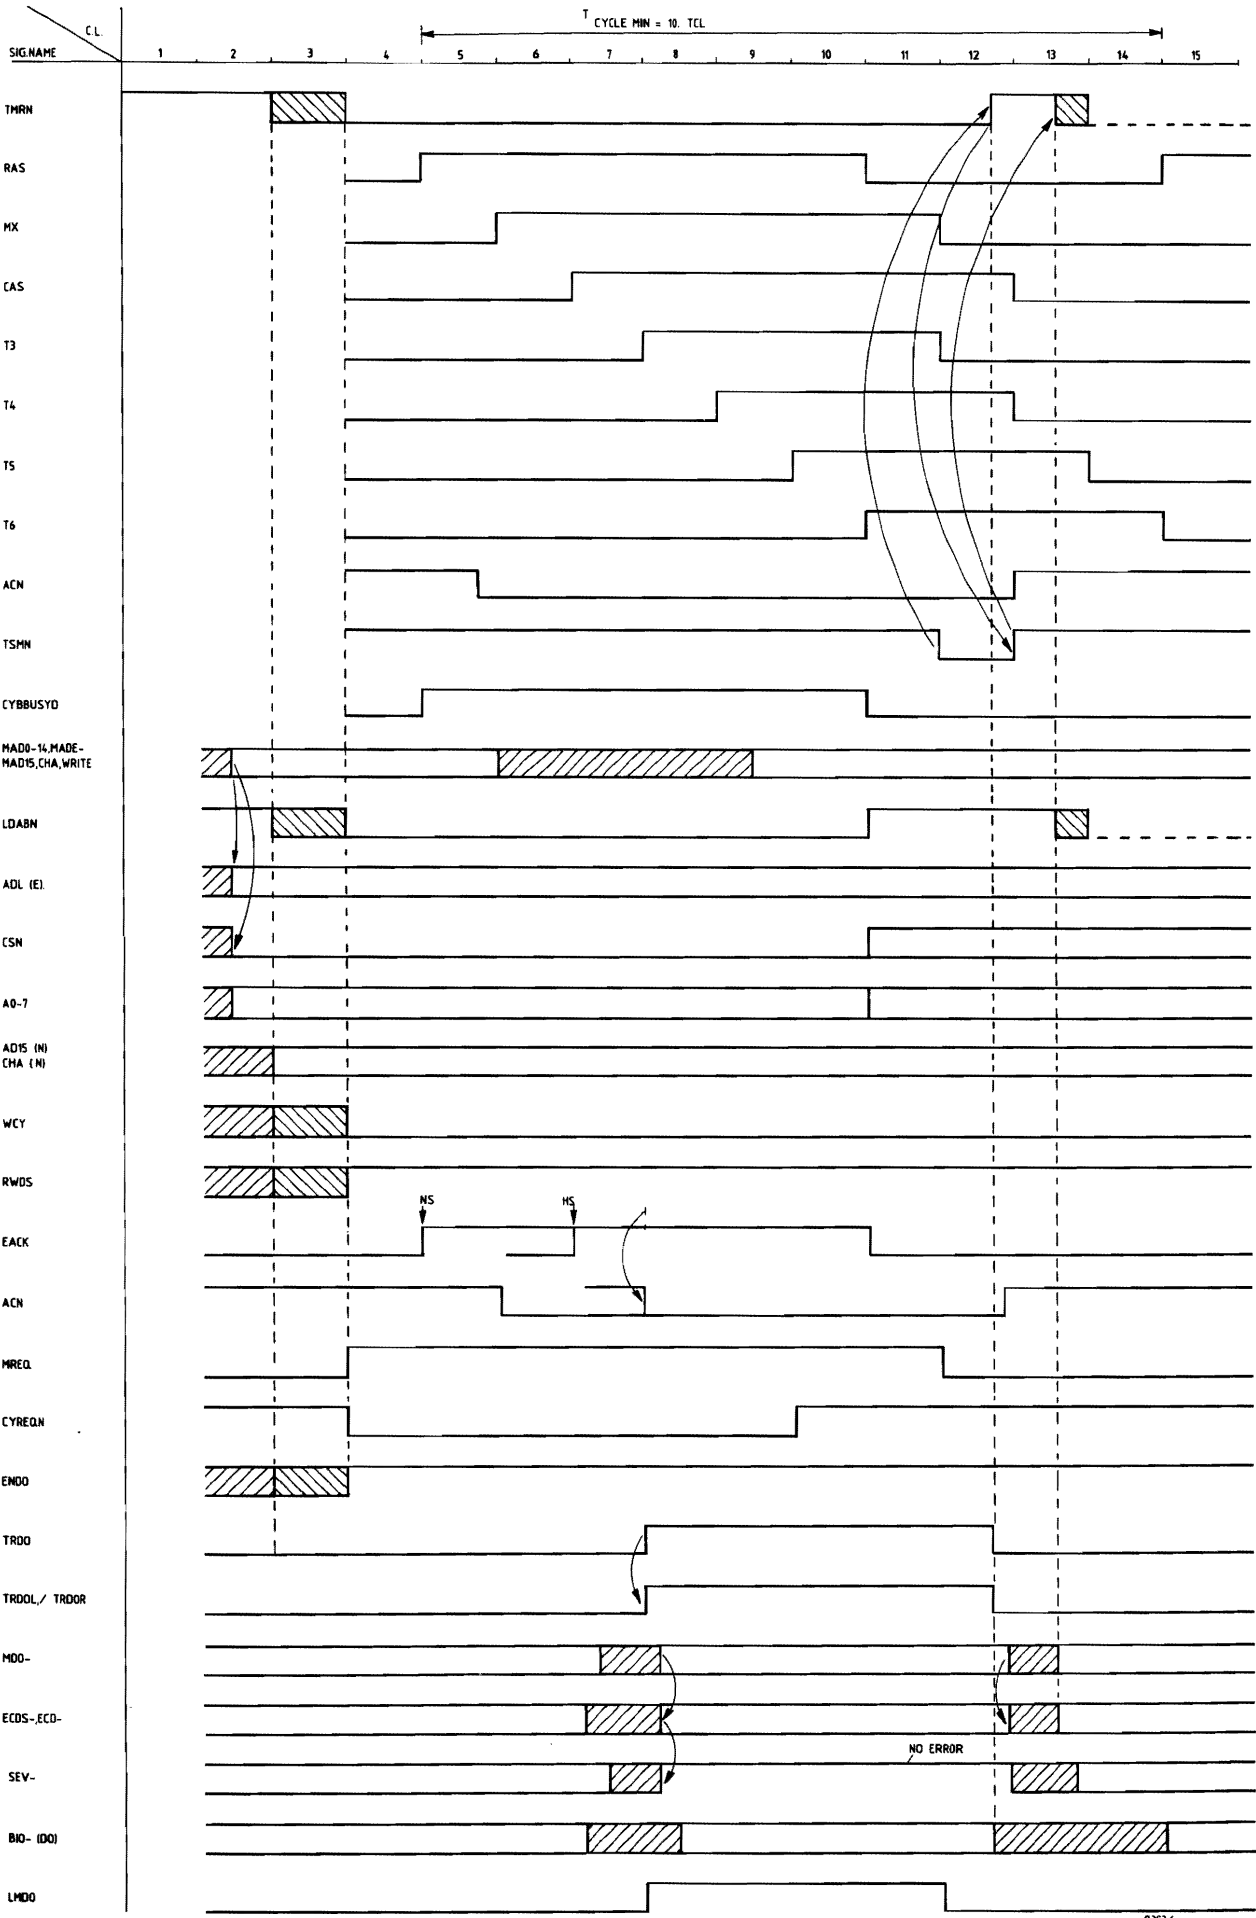 C.L.
T CYCLE MIN = 10. TCL
SIG.NAME 1 2 3 4 5 6 7 8 9 10 11 12 13 14 15
TMRN
RAS
MX
CAS
T3
T4
T5
T6
ACN
TSMN
CYBBUSYD
MAD0-14,MADE-
MAD15,CHA,WRITE
LDABN
ADL (E).
CSN
A0-7
AD15 (N)
CHA (N)
WCY
RWDS
NS HS
EACK
ACN
MREQ
CYREQN
ENDO
TRDO
TRDOL,/ TRDOR
MDO-
ECDS-,ECD-
NO ERROR
SEV-
BIO- (DO)
LMDO